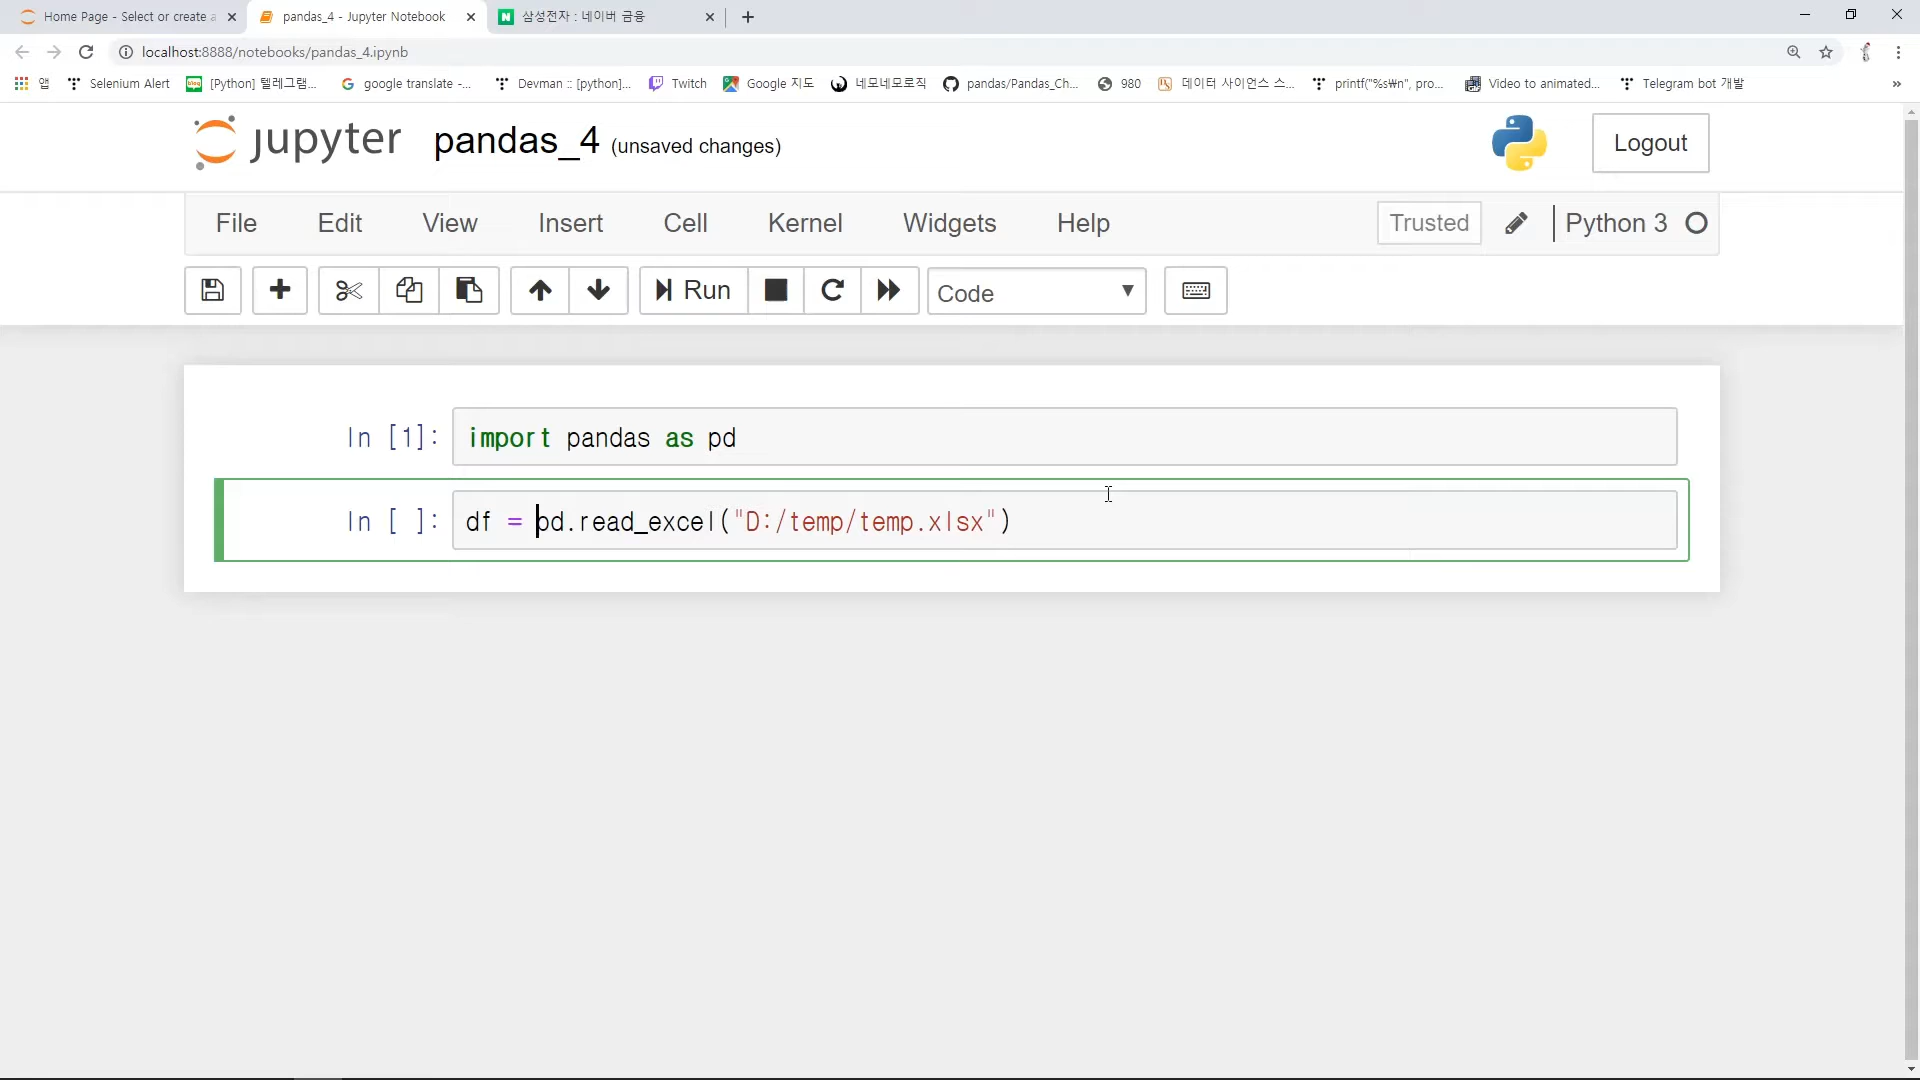 Home Page - Select or create a
pandas_4 - Jupyter Notebook
N 삼성전자 : 네이버 금융
localhost:8888/notebooks/pandas_4.ipynb
앱 Selenium Alert [Python] 텔레그램... google translate -... Devman :: [python]... Twitch Google 지도 네모네모로직 pandas/Pandas_Ch... 980 데이터 사이언스 스... printf("%s₩n", pro... Video to animated... Telegram bot 개발 »
jupyter pandas_4 (unsaved changes) Logout
File Edit View Insert Cell Kernel Widgets Help Trusted Python 3
Run Code
In [1]: import pandas as pd
In [ ]: df = pd.read_excel("D:/temp/temp.xlsx")